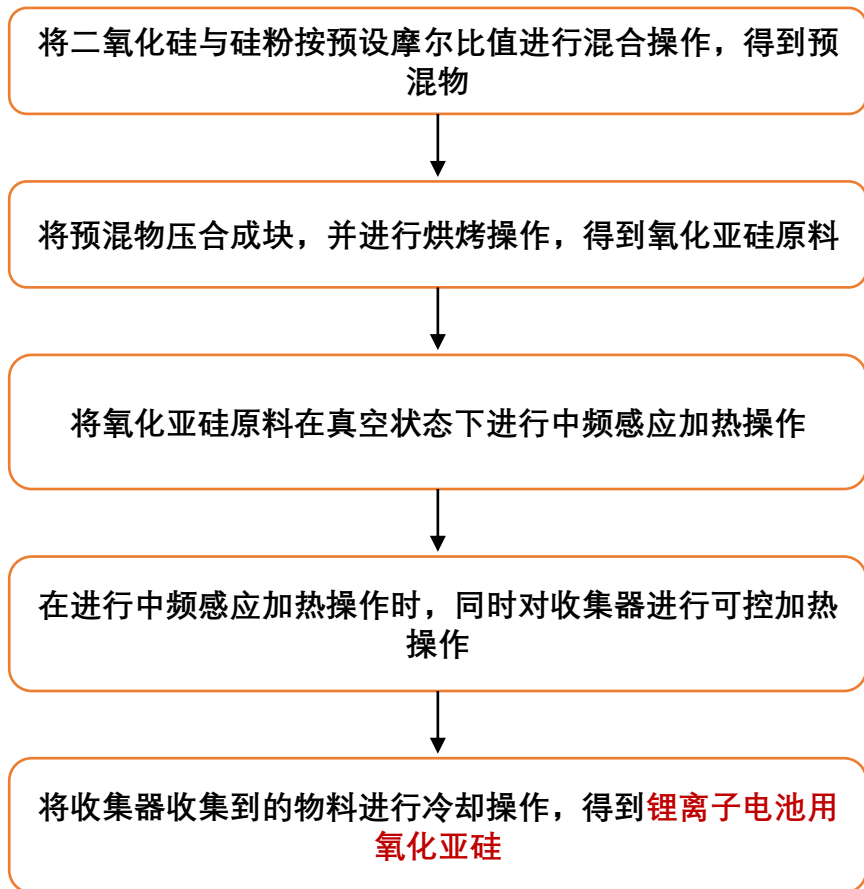 将二氧化硅与硅粉按预设摩尔比值进行混合操作，得到预
混物
将预混物压合成块，并进行烘烤操作，得到氧化亚硅原料
将氧化亚硅原料在真空状态下进行中频感应加热操作
在进行中频感应加热操作时，同时对收集器进行可控加热
操作
将收集器收集到的物料进行冷却操作，得到锂离子电池用
氧化亚硅